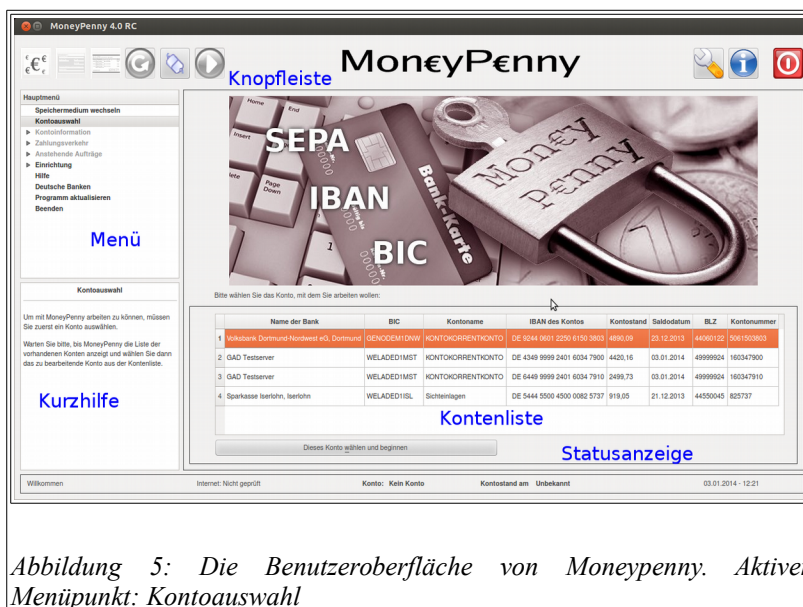 MoneyPenny 4.0 RC
MonєyPєnny
Knopfleiste
Hauptmenü
Speichermedium wechseln
Kontoauswahl
Kontoinformation
Zahlungsverkehr
Anstehende Aufträge
Einrichtung
Hilfe
Deutsche Banken
Programm aktualisieren
Beenden
Menü
Home
End
Insert
Page
Down
1
SEPA
IBAN
BIC
Bank-Karte
Monєy
Pєnny
Kontoauswahl
Um mit MoneyPenny arbeiten zu können, müssen
Sie zuerst ein Konto auswählen.
Warten Sie bitte, bis MoneyPenny die Liste der
vorhandenen Konten anzeigt und wählen Sie dann
das zu bearbeitende Konto aus der Kontenliste.
Kurzhilfe
Bitte wählen Sie das Konto, mit dem Sie arbeiten wollen:
Name der Bank BIC Kontoname IBAN des Kontos Kontostand Saldodatum BLZ Kontonummer
1 Volksbank Dortmund-Nordwest eG, Dortmund GENODEM1DNW KONTOKORRENTKONTO DE 9244 0601 2250 6150 3803 4890,09 23.12.2013 44060122 5061503803
2 GAD Testserver WELADED1MST KONTOKORRENTKONTO DE 4349 9999 2401 6034 7900 4420,16 03.01.2014 49999924 160347900
3 GAD Testserver WELADED1MST KONTOKORRENTKONTO DE 6449 9999 2401 6034 7910 2499,73 03.01.2014 49999924 160347910
4 Sparkasse Iserlohn, Iserlohn WELADED1ISL Sichteinlagen DE 5444 5500 4500 0082 5737 919,05 21.12.2013 44550045 825737
Kontenliste
Dieses Konto wählen und beginnen
Statusanzeige
Willkommen Internet: Nicht geprüft Konto: Kein Konto Kontostand am Unbekannt 03.01.2014 - 12:21
Abbildung 5: Die Benutzeroberfläche von Moneypenny. Aktiver
Menüpunkt: Kontoauswahl